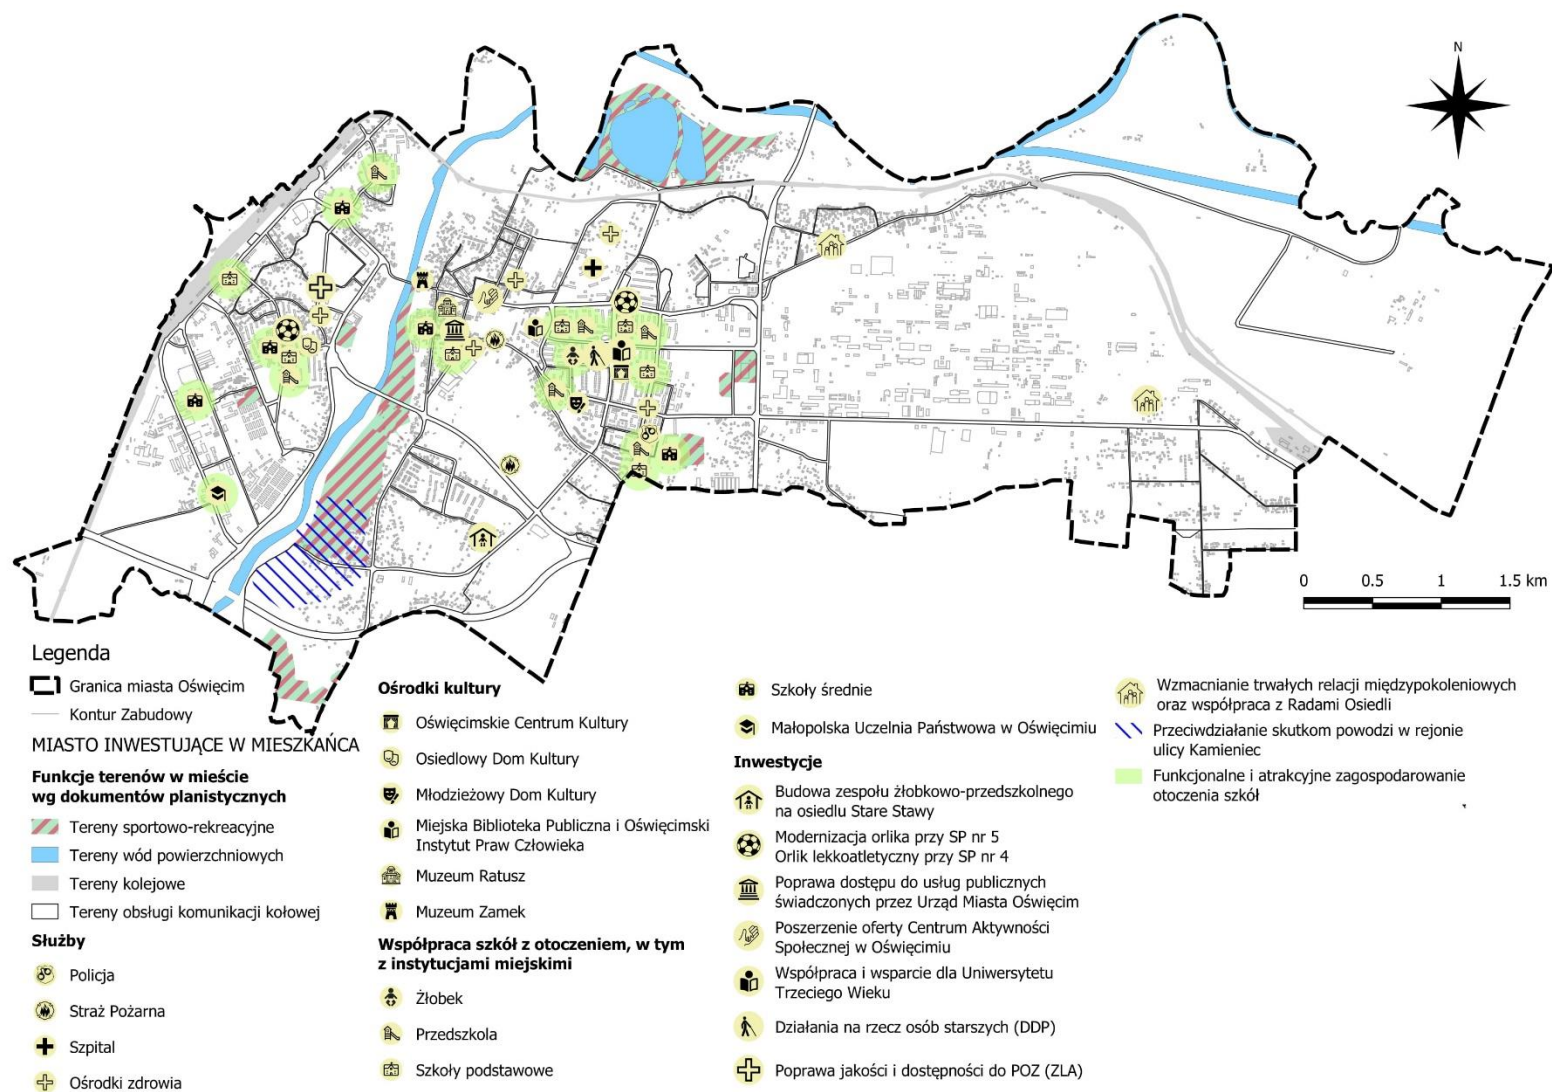 N
0 0.5 1 1.5 km
Legenda
Granica miasta Oświęcim
Kontur Zabudowy
MIASTO INWESTUJĄCE W MIESZKAŃCA
Funkcje terenów w mieście
wg dokumentów planistycznych
Tereny sportowo-rekreacyjne
Tereny wód powierzchniowych
Tereny kolejowe
Tereny obsługi komunikacji kołowej
Służby
Policja
Straż Pożarna
Szpital
Ośrodki zdrowia
Ośrodki kultury
Oświęcimskie Centrum Kultury
Osiedlowy Dom Kultury
Młodzieżowy Dom Kultury
Miejska Biblioteka Publiczna i Oświęcimski
Instytut Praw Człowieka
Muzeum Ratusz
Muzeum Zamek
Współpraca szkół z otoczeniem, w tym
z instytucjami miejskimi
Żłobek
Przedszkola
Szkoły podstawowe
Szkoły średnie
Małopolska Uczelnia Państwowa w Oświęcimiu
Inwestycje
Budowa zespołu żłobkowo-przedszkolnego
na osiedlu Stare Stawy
Modernizacja orlika przy SP nr 5
Orlik lekkoatletyczny przy SP nr 4
Poprawa dostępu do usług publicznych
świadczonych przez Urząd Miasta Oświęcim
Poszerzenie oferty Centrum Aktywności
Społecznej w Oświęcimiu
Współpraca i wsparcie dla Uniwersytetu
Trzeciego Wieku
Działania na rzecz osób starszych (DDP)
Poprawa jakości i dostępności do POZ (ZLA)
Wzmacnianie trwałych relacji międzypokoleniowych
oraz współpraca z Radami Osiedli
Przeciwdziałanie skutkom powodzi w rejonie
ulicy Kamieniec
Funkcjonalne i atrakcyjne zagospodarowanie
otoczenia szkół